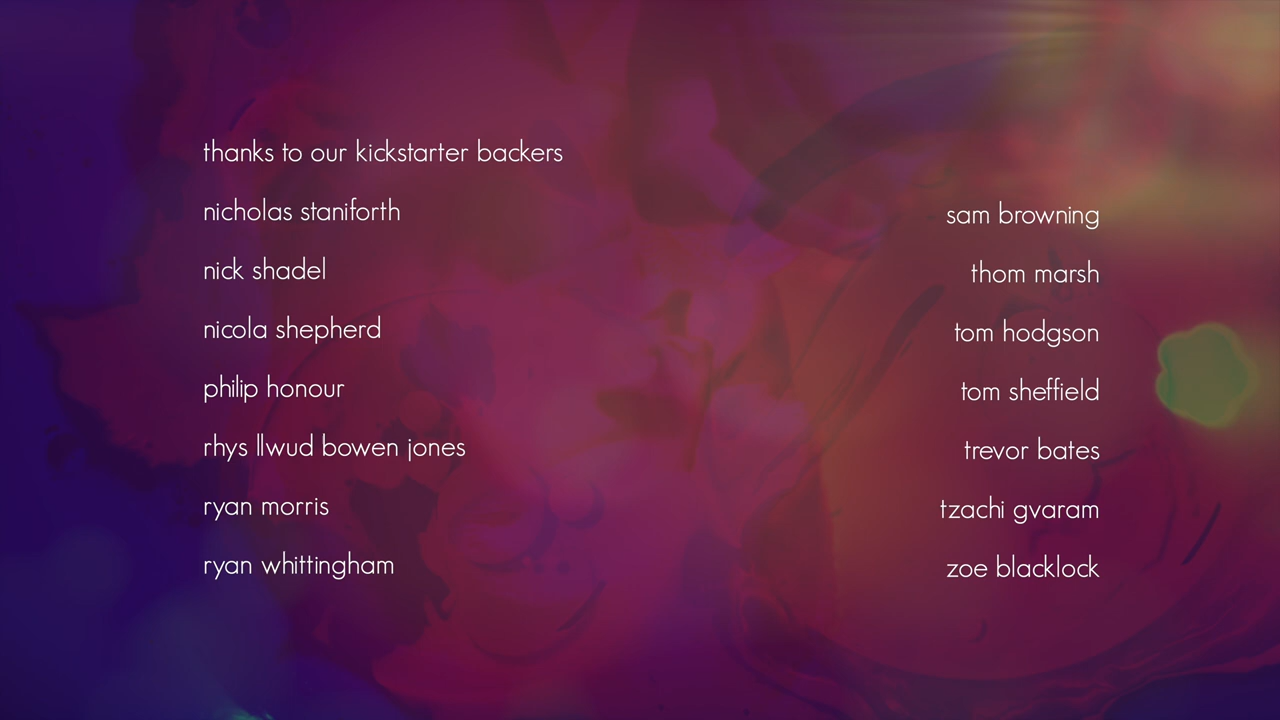 thanks to our kickstarter backers
nicholas staniforth
nick shadel
nicola shepherd
philip honour
rhys llwud bowen jones
ryan morris
ryan whittingham
sam browning
thom marsh
tom hodgson
tom sheffield
trevor bates
tzachi gvaram
zoe blacklock